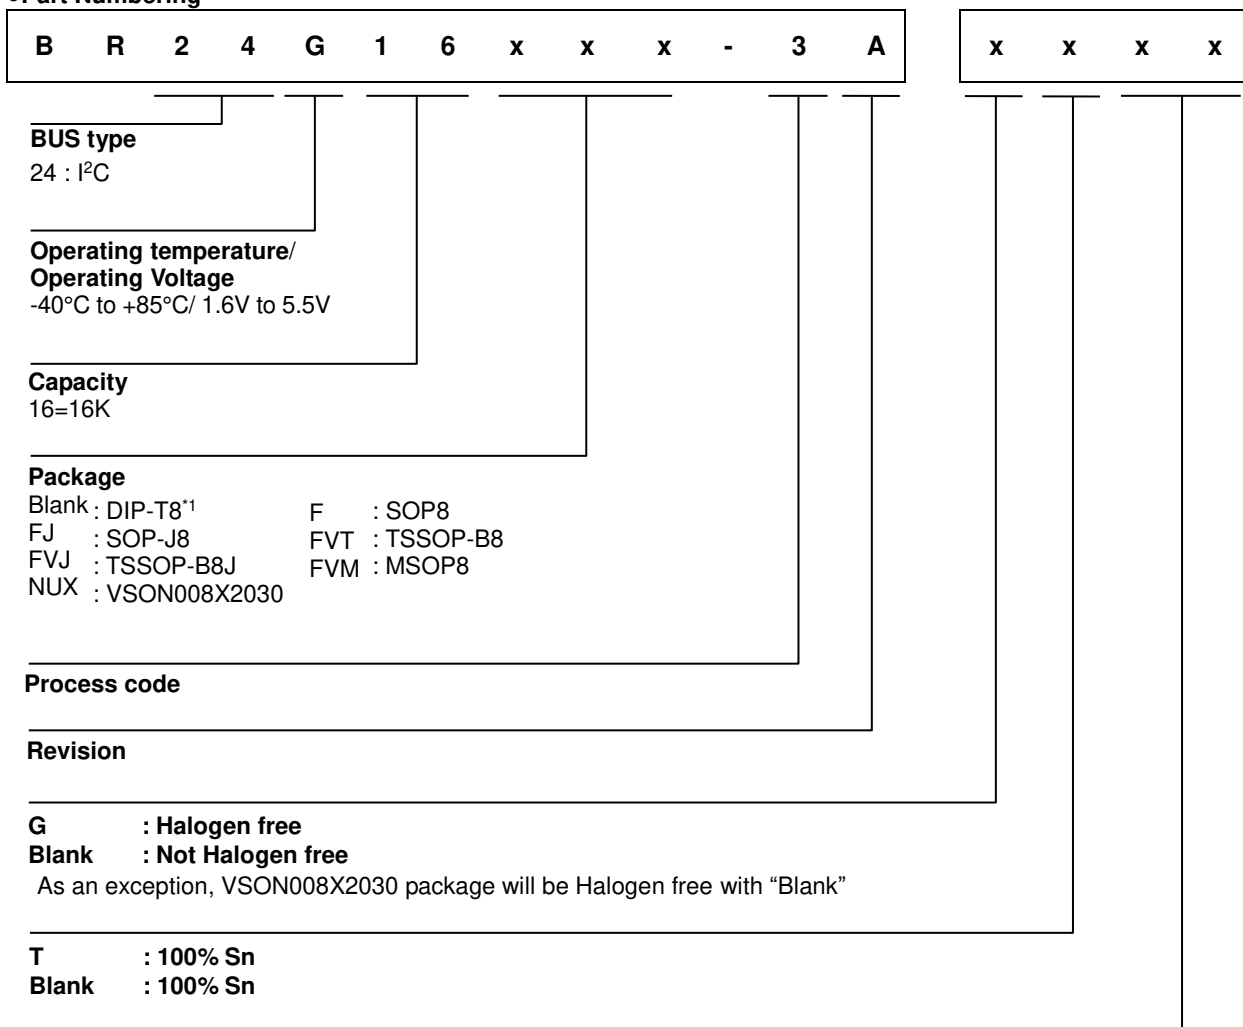 •Part Numbering
B R 2 4 G 1 6 x x x - 3 A x x x x
BUS type
24 : I²C
Operating temperature/
Operating Voltage
-40°C to +85°C/ 1.6V to 5.5V
Capacity
16=16K
Package
Blank : DIP-T8*1 F : SOP8
FJ : SOP-J8 FVT : TSSOP-B8
FVJ : TSSOP-B8J FVM : MSOP8
NUX : VSON008X2030
Process code
Revision
G : Halogen free
Blank : Not Halogen free
As an exception, VSON008X2030 package will be Halogen free with “Blank”
T : 100% Sn
Blank : 100% Sn